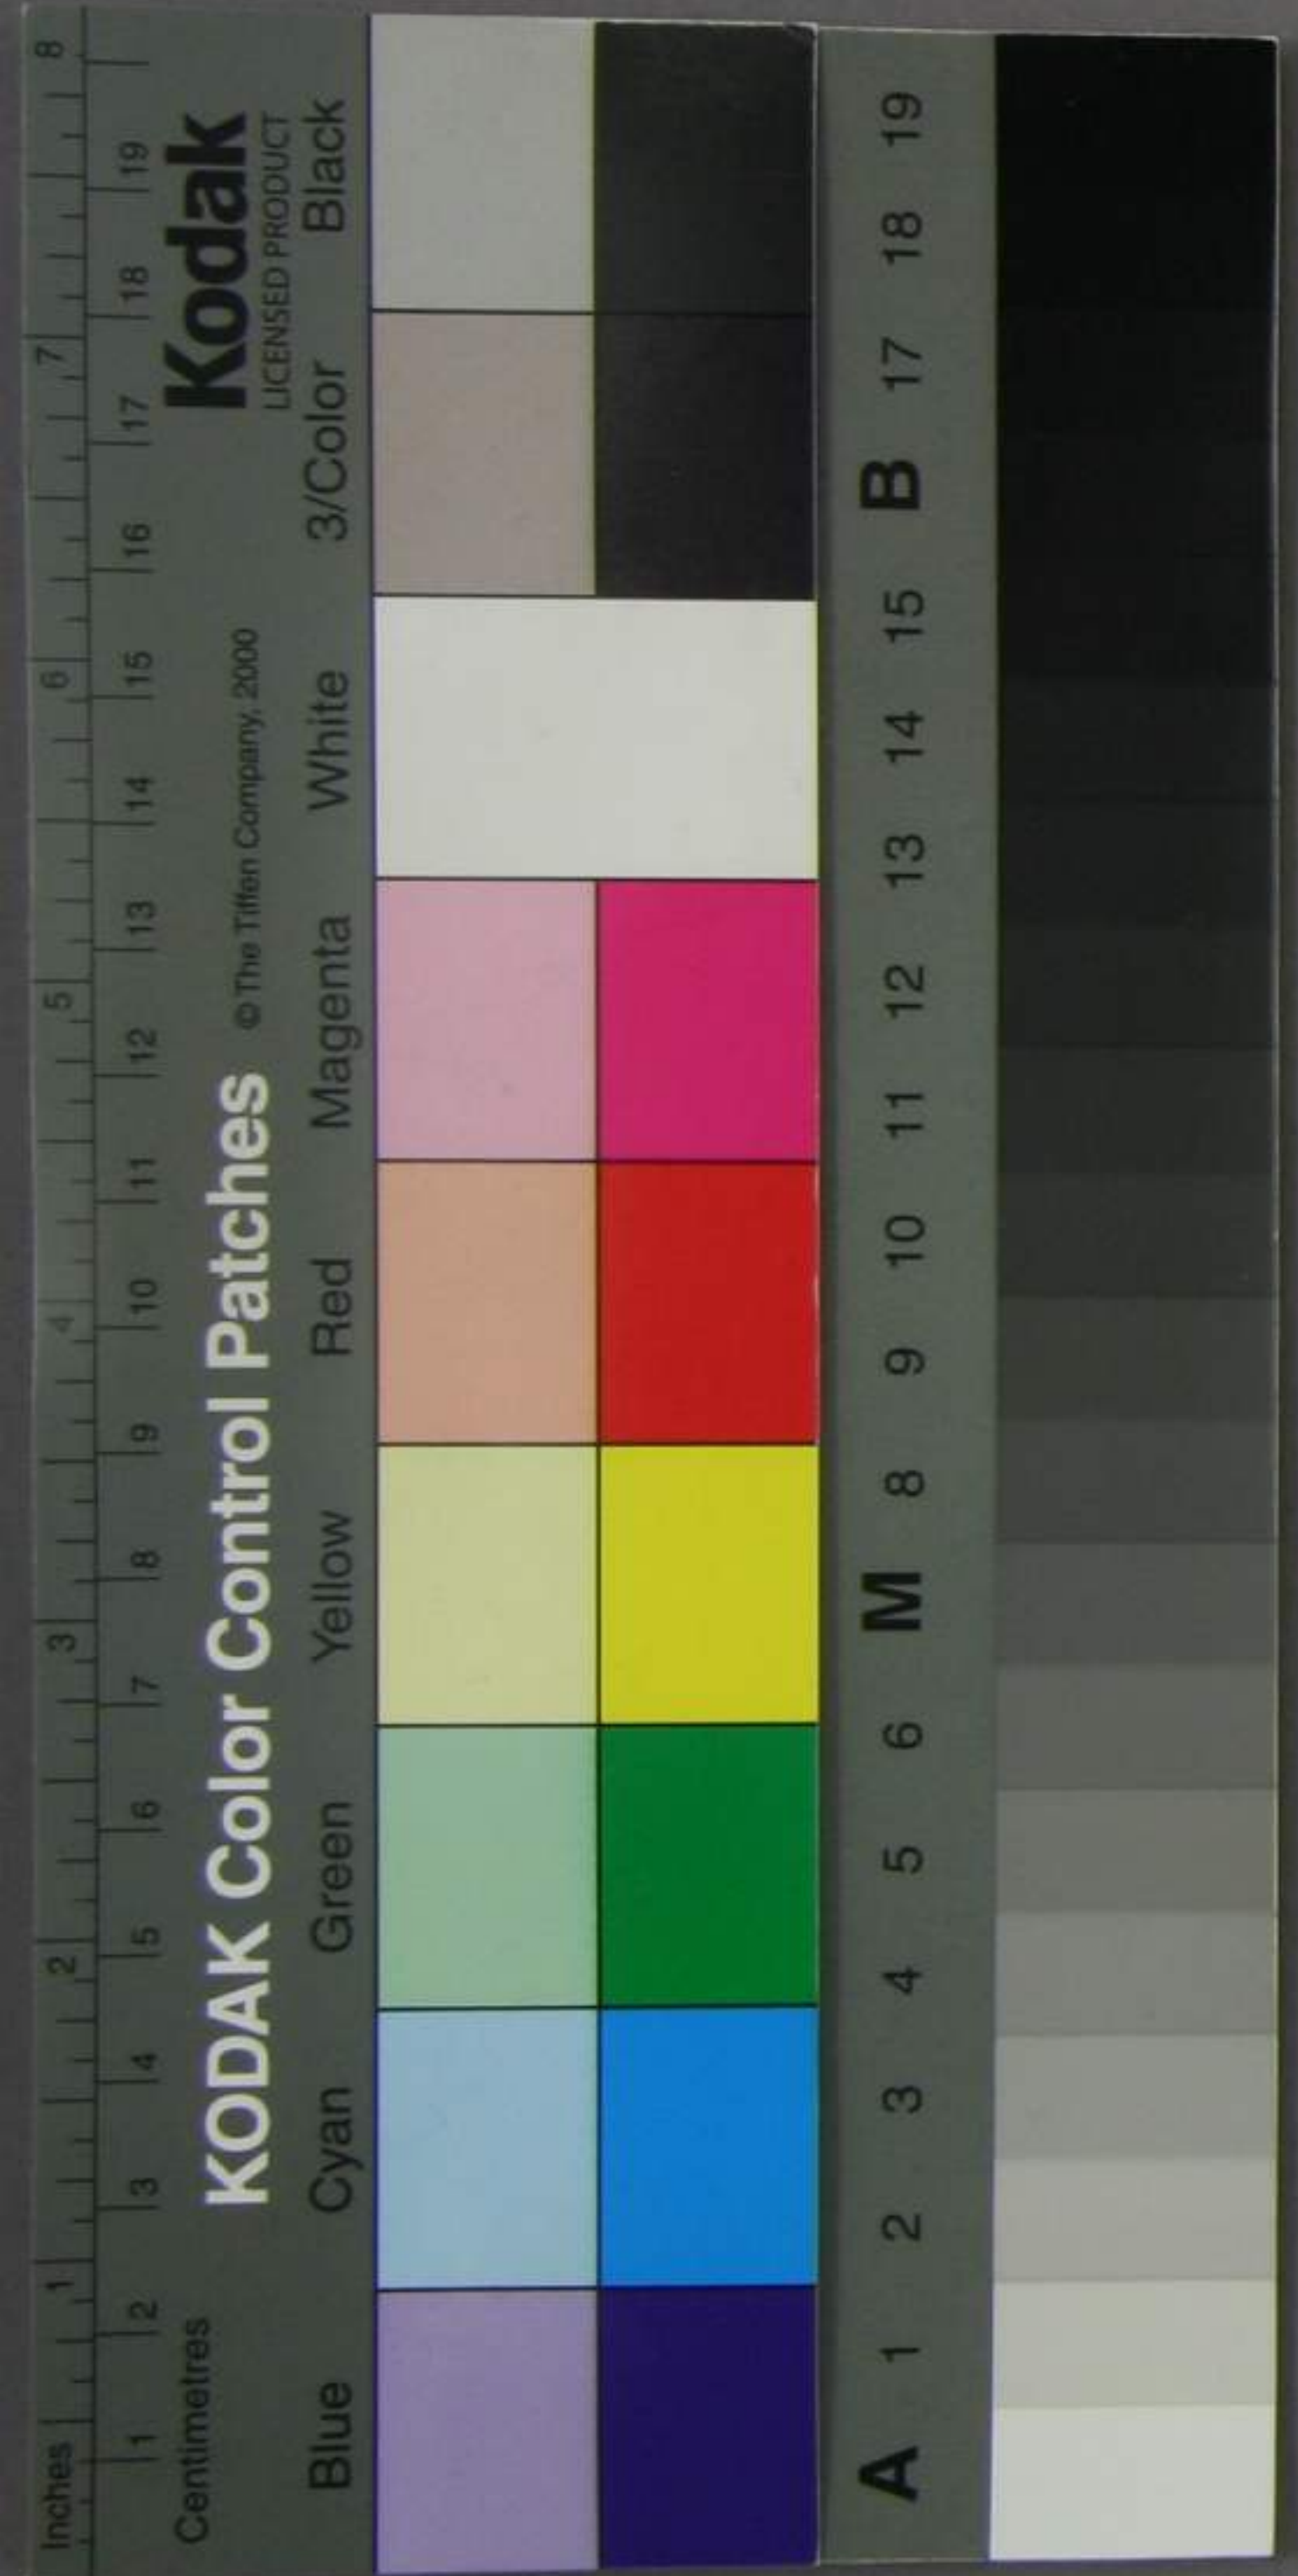 Inches 1 2 3 4 5 6 7 8
Centimetres 1 2 3 4 5 6 7 8 9 10 11 12 13 14 15 16 17 18 19
KODAK Color Control Patches © The Tiffen Company, 2000 Kodak
LICENSED PRODUCT
Blue Cyan Green Yellow Red Magenta White 3/Color Black
A 1 2 3 4 5 6 M 8 9 10 11 12 13 14 15 B 17 18 19